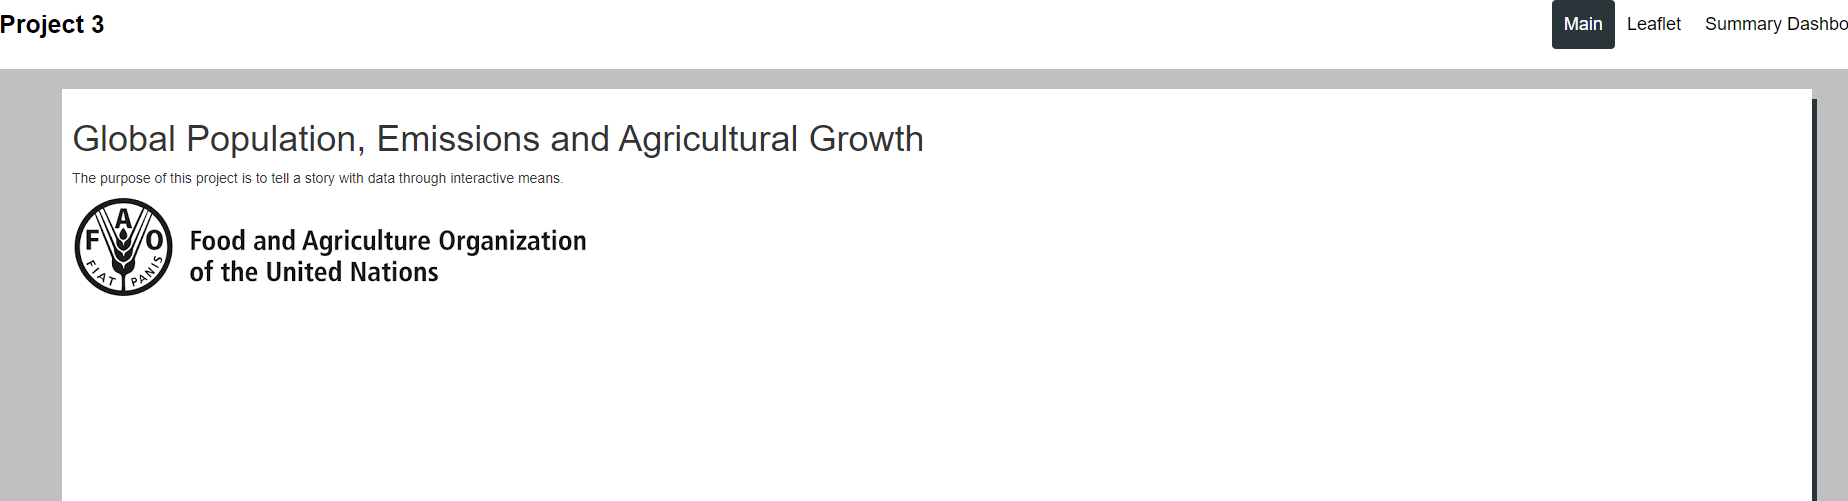 Project 3
Main Leaflet Summary Dashbo
Global Population, Emissions and Agricultural Growth
The purpose of this project is to tell a story with data through interactive means.
F A O
FIAT PANIS
Food and Agriculture Organization
of the United Nations